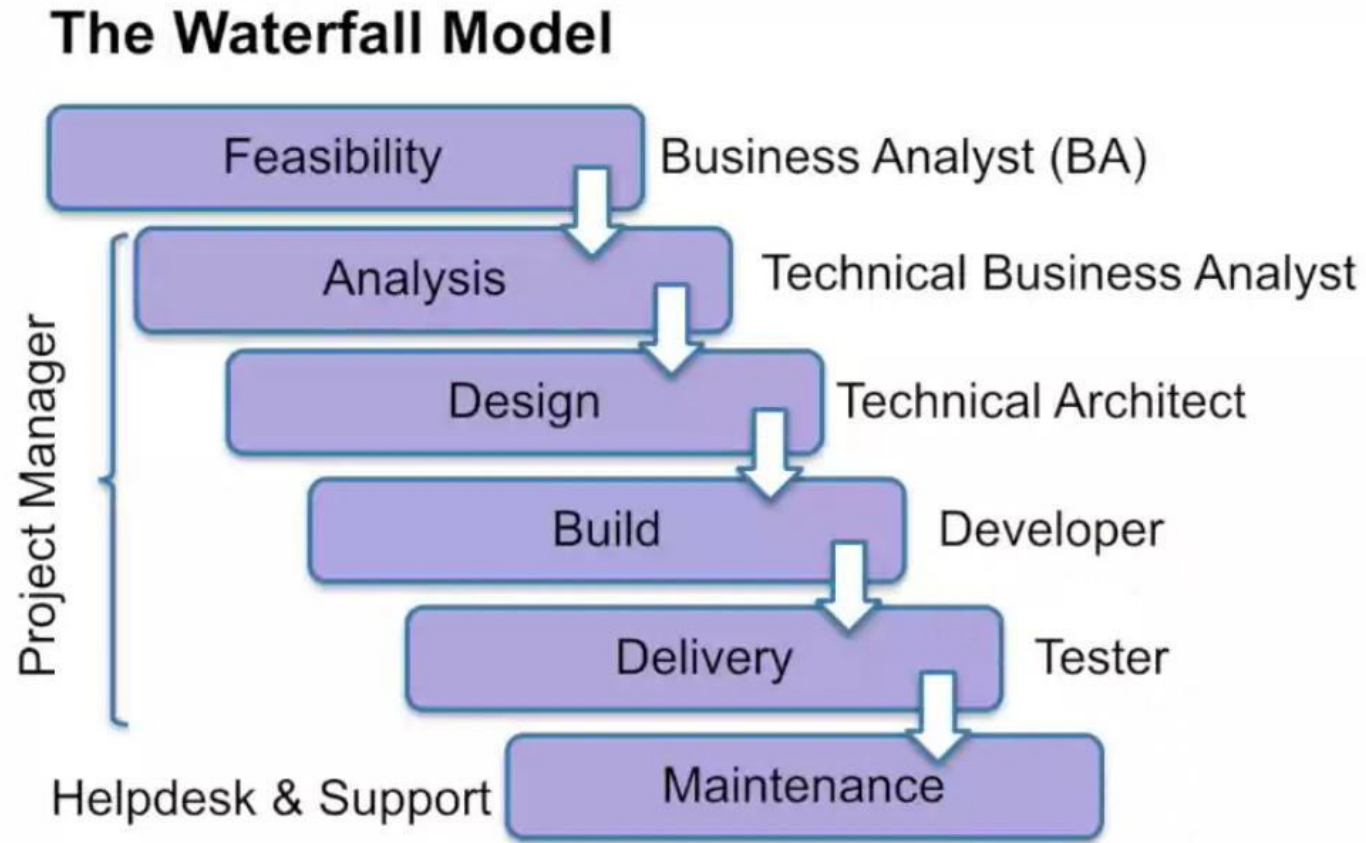 The Waterfall Model
Feasibility
Business Analyst (BA)
Analysis
Technical Business Analyst
Design
Technical Architect
Build
Developer
Delivery
Tester
Project Manager
Helpdesk & Support
Maintenance